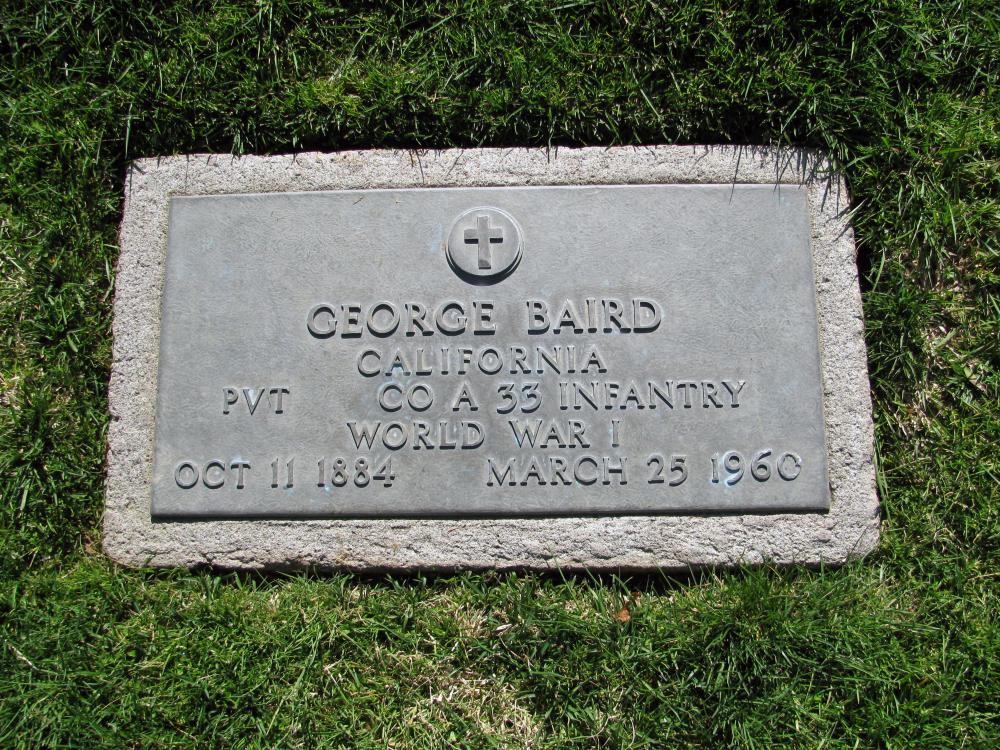 GEORGE BAIRD
CALIFORNIA
PVT CO A 33 INFANTRY
WORLD WAR I
OCT 11 1884 MARCH 25 1960